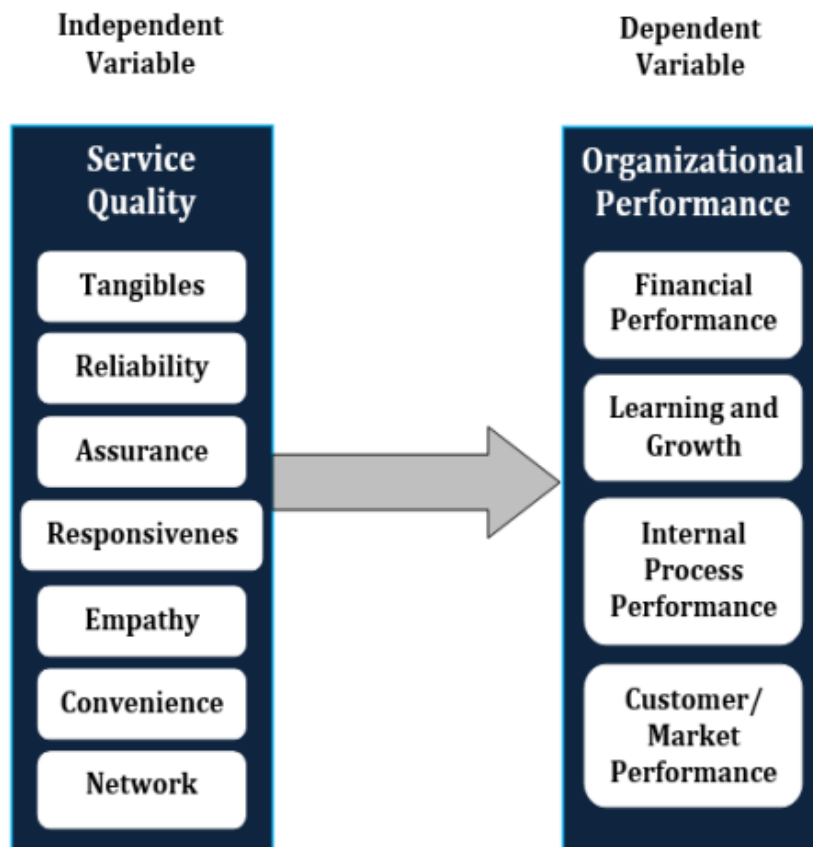 Independent
Variable
Service
Quality
Tangibles
Reliability
Assurance
Responsivenes
Empathy
Convenience
Network
Dependent
Variable
Organizational
Performance
Financial
Performance
Learning and
Growth
Internal
Process
Performance
Customer/
Market
Performance